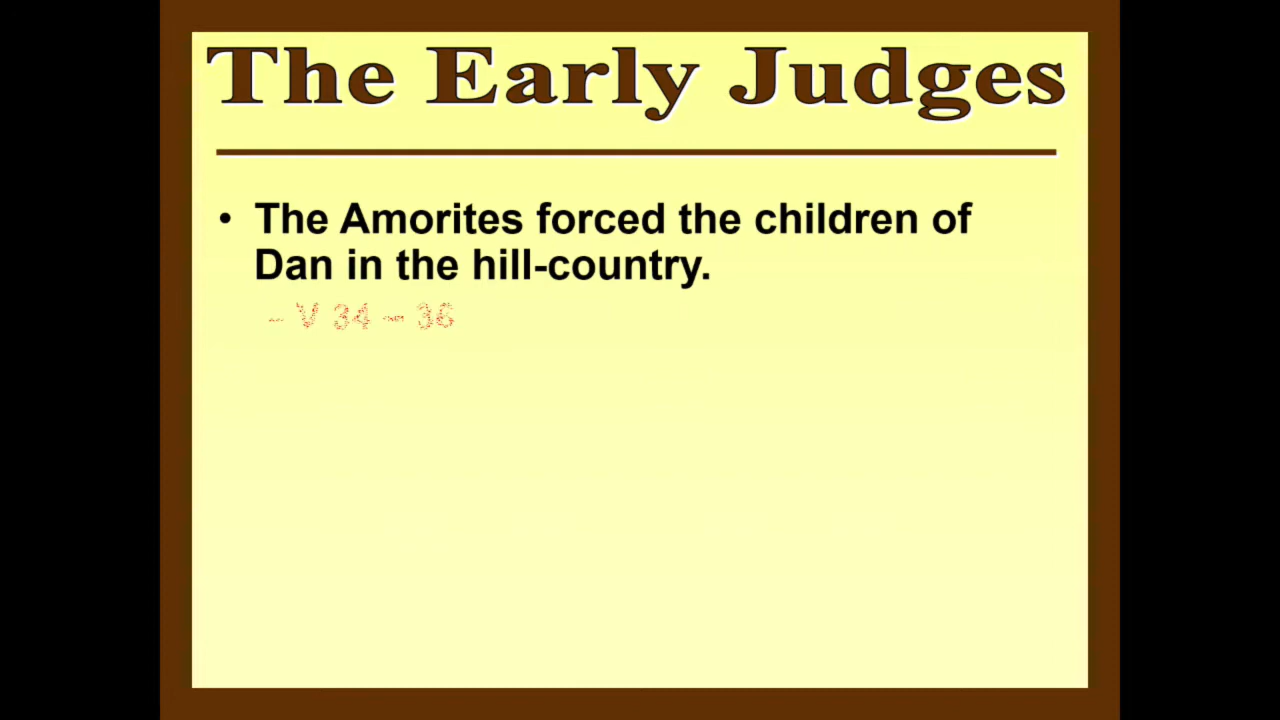 The Early Judges
• The Amorites forced the children of
Dan in the hill-country.
– V 34 – 36